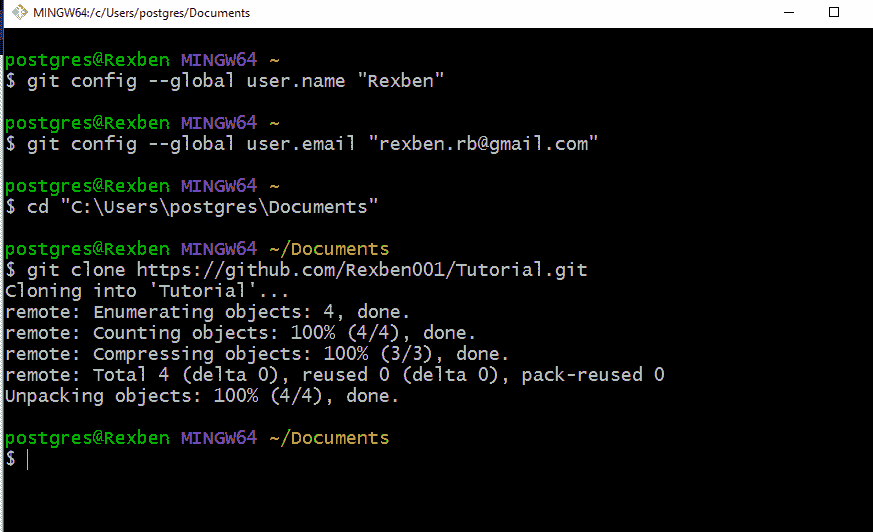 MINGW64:/c/Users/postgres/Documents
postgres@Rexben MINGW64 ~
$ git config --global user.name "Rexben"
postgres@Rexben MINGW64 ~
$ git config --global user.email "rexben.rb@gmail.com"
postgres@Rexben MINGW64 ~
$ cd "C:\Users\postgres\Documents"
postgres@Rexben MINGW64 ~/Documents
$ git clone https://github.com/Rexben001/Tutorial.git
Cloning into 'Tutorial'...
remote: Enumerating objects: 4, done.
remote: Counting objects: 100% (4/4), done.
remote: Compressing objects: 100% (3/3), done.
remote: Total 4 (delta 0), reused 0 (delta 0), pack-reused 0
Unpacking objects: 100% (4/4), done.
postgres@Rexben MINGW64 ~/Documents
$